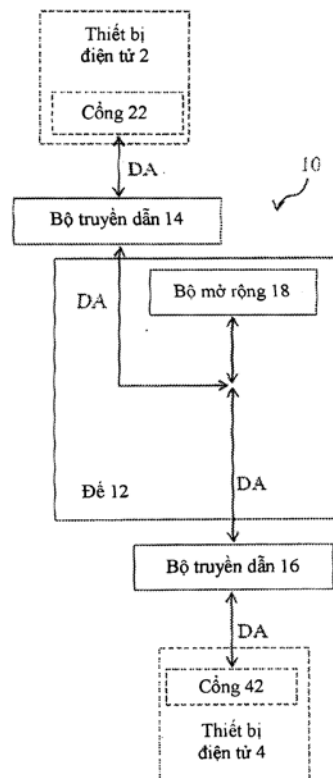 Thiết bị
điện tử 2
Cổng 22
DA
10
Bộ truyền dẫn 14
DA
Bộ mở rộng 18
DA
Đế 12
Bộ truyền dẫn 16
DA
Cổng 42
Thiết bị
điện tử 4